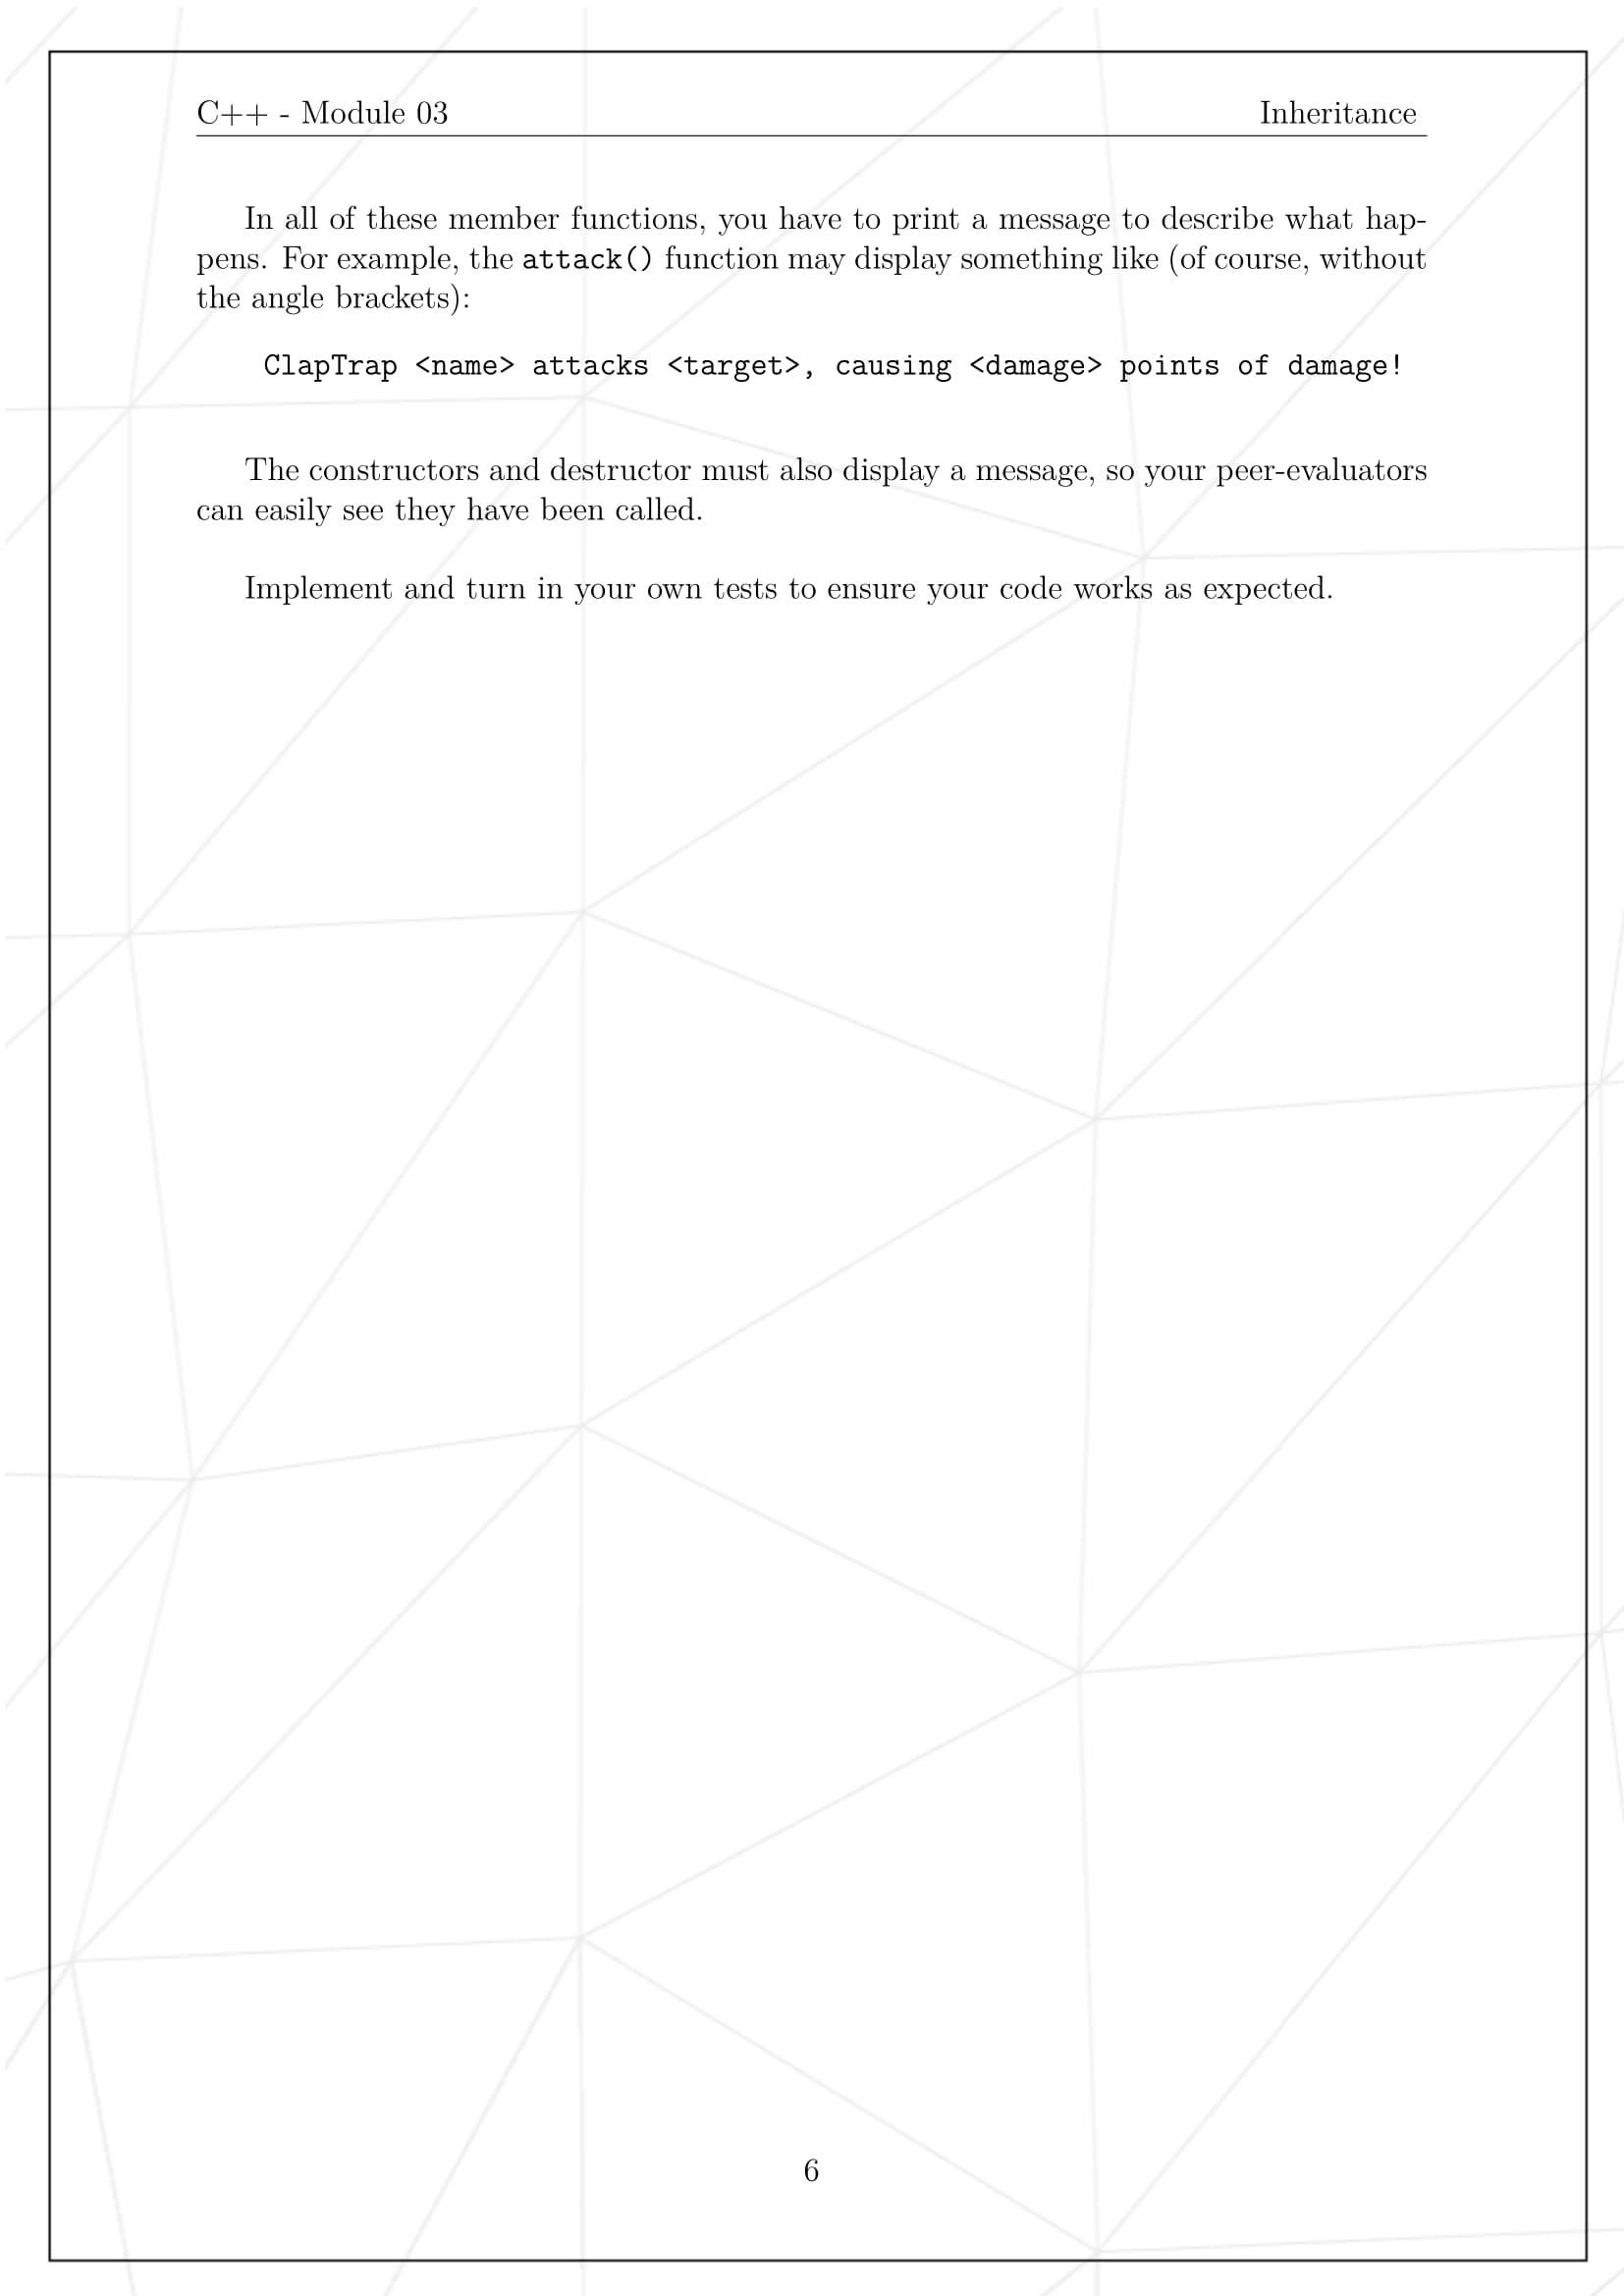 C++ - Module 03 Inheritance
In all of these member functions, you have to print a message to describe what hap-
pens. For example, the attack() function may display something like (of course, without
the angle brackets):
ClapTrap <name> attacks <target>, causing <damage> points of damage!
The constructors and destructor must also display a message, so your peer-evaluators
can easily see they have been called.
Implement and turn in your own tests to ensure your code works as expected.
6